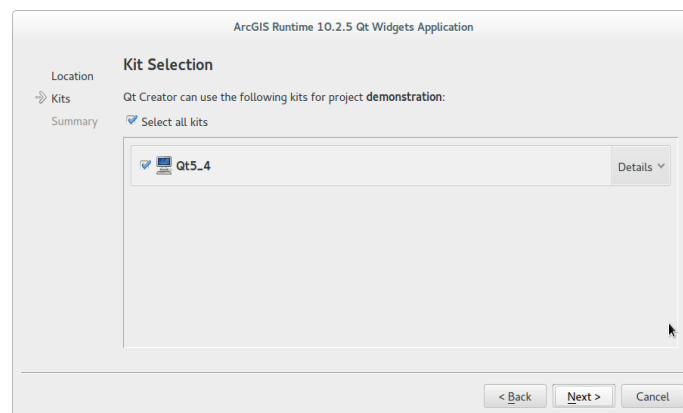 ArcGIS Runtime 10.2.5 Qt Widgets Application
Location
Kits
Summary
Kit Selection
Qt Creator can use the following kits for project demonstration:
Select all kits
Qt5_4
Details
< Back
Next >
Cancel